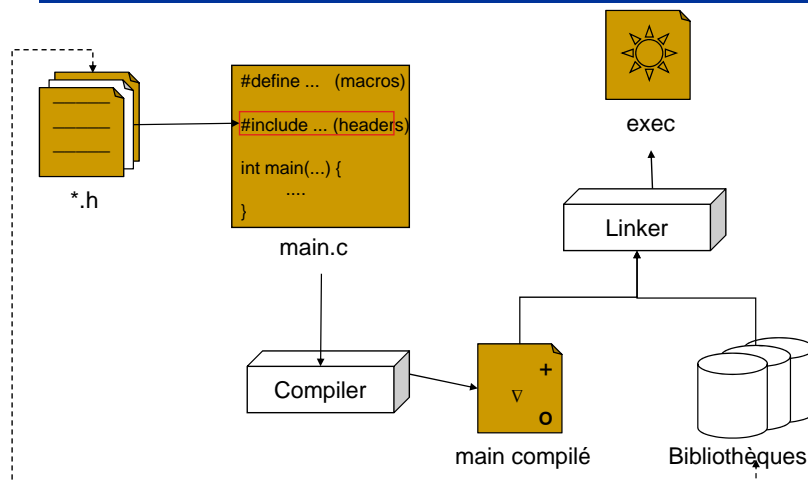 #define ... (macros)
#include ... (headers)
int main(...) {
....
}
*.h
main.c
exec
Linker
Compiler
+
∇
o
main compilé
Bibliothèques